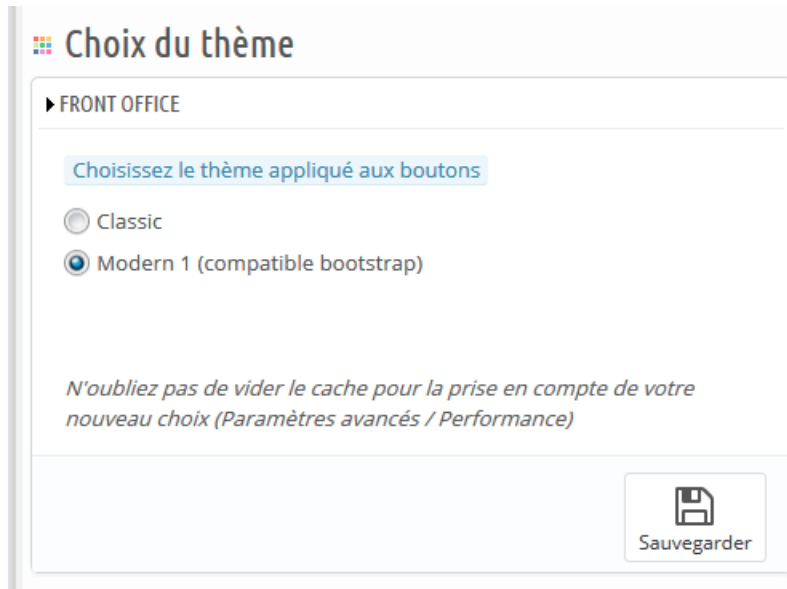 Choix du thème
FRONT OFFICE
Choisissez le thème appliqué aux boutons
Classic
Modern 1 (compatible bootstrap)
N'oubliez pas de vider le cache pour la prise en compte de votre
nouveau choix (Paramètres avancés / Performance)
Sauvegarder